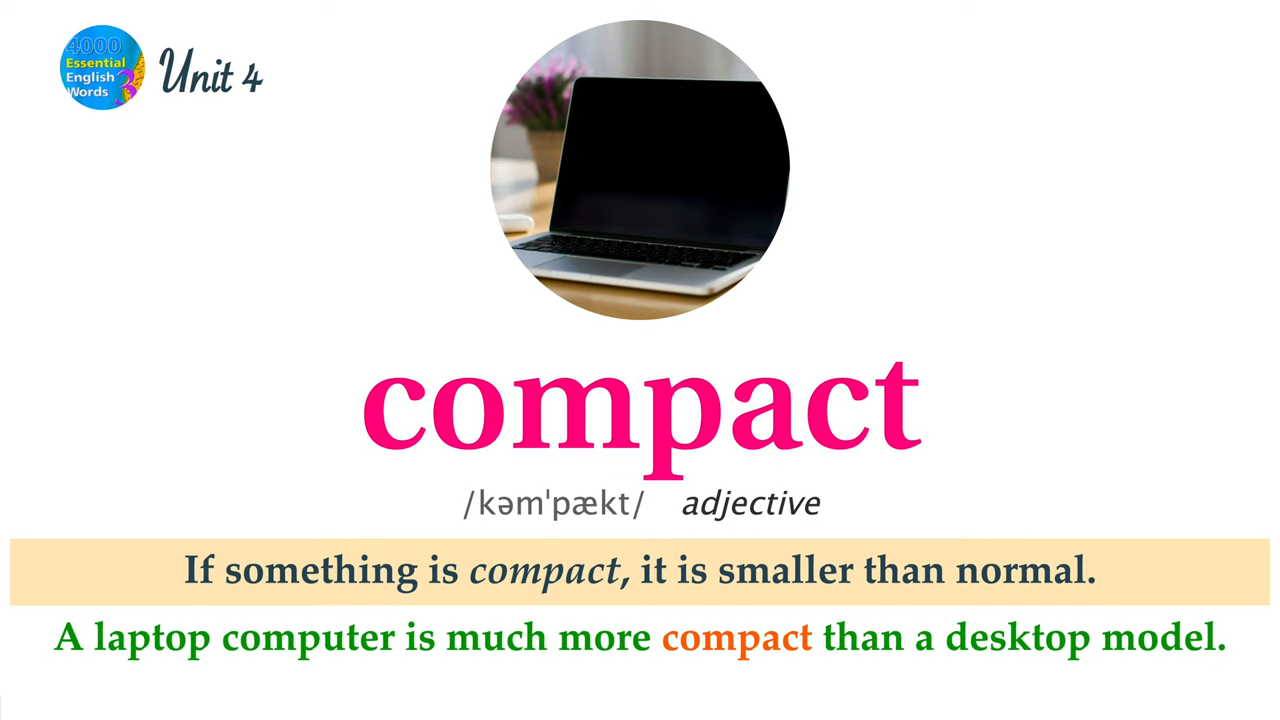 4000
Essential
English
Words 3
Unit 4
compact
/kəmˈpækt/ adjective
If something is compact, it is smaller than normal.
A laptop computer is much more compact than a desktop model.